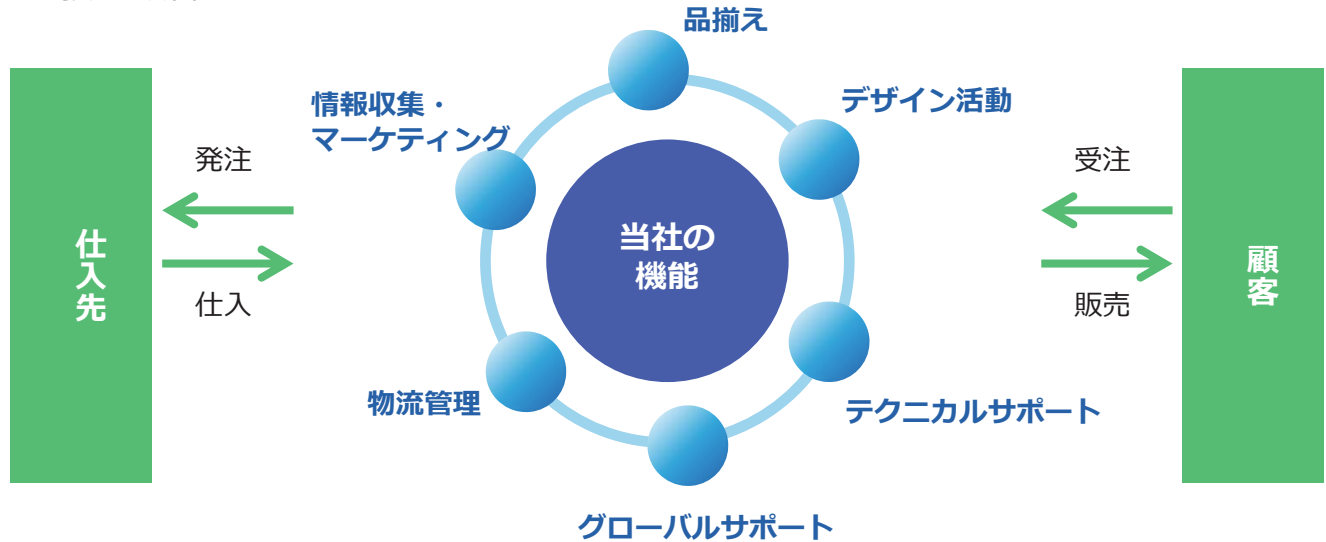 品揃え
情報収集・
マーケティング
デザイン活動
発注
受注
仕入先
当社の
機能
顧客
仕入
販売
物流管理
テクニカルサポート
グローバルサポート